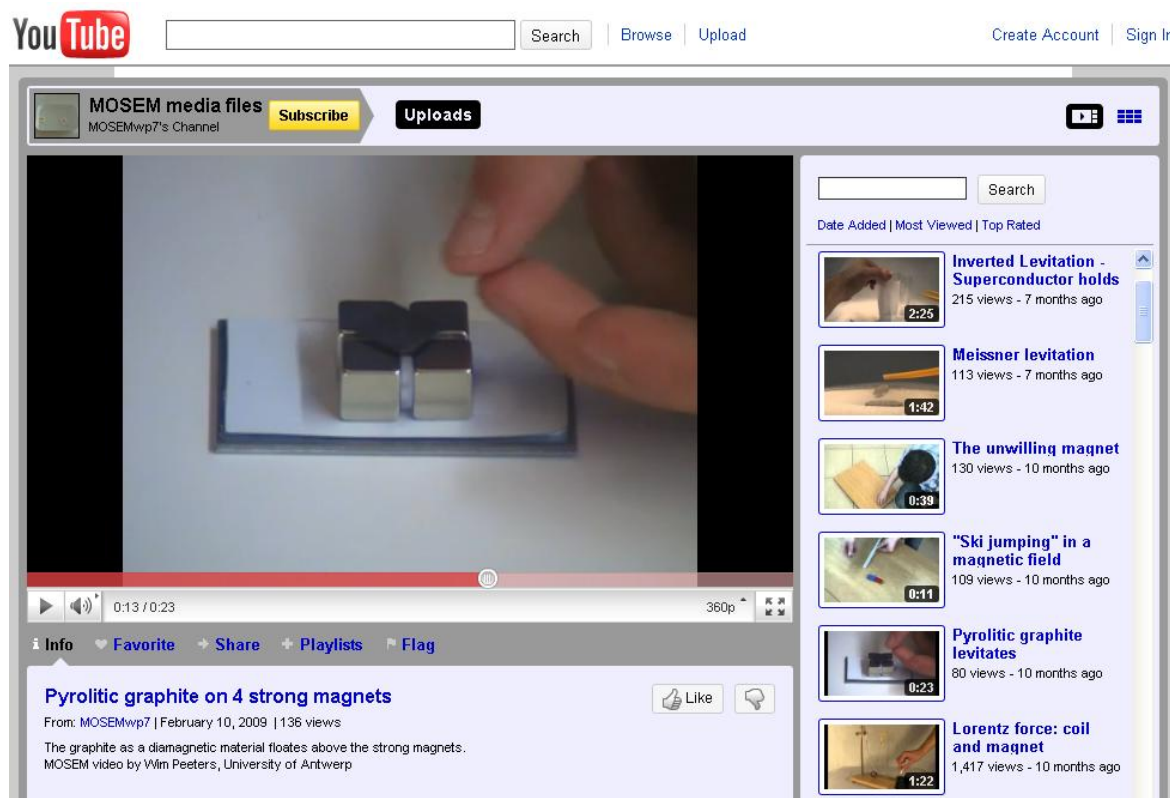 YouTube
Search
Browse
Upload
Create Account
Sign In
MOSEM media files
MOSEMwp7's Channel
Subscribe
Uploads
Search
Date Added | Most Viewed | Top Rated
Inverted Levitation -
Superconductor holds
215 views - 7 months ago
2:25
Meissner levitation
113 views - 7 months ago
1:42
The unwilling magnet
130 views - 10 months ago
0:39
"Ski jumping" in a
magnetic field
109 views - 10 months ago
0:11
Pyrolitic graphite
levitates
80 views - 10 months ago
0:23
Lorentz force: coil
and magnet
1,417 views - 10 months ago
1:22
0:13 / 0:23
360p
Info
Favorite
Share
Playlists
Flag
Pyrolitic graphite on 4 strong magnets
Like
From: MOSEMwp7 | February 10, 2009 | 136 views
The graphite as a diamagnetic material floates above the strong magnets.
MOSEM video by Wim Peeters, University of Antwerp